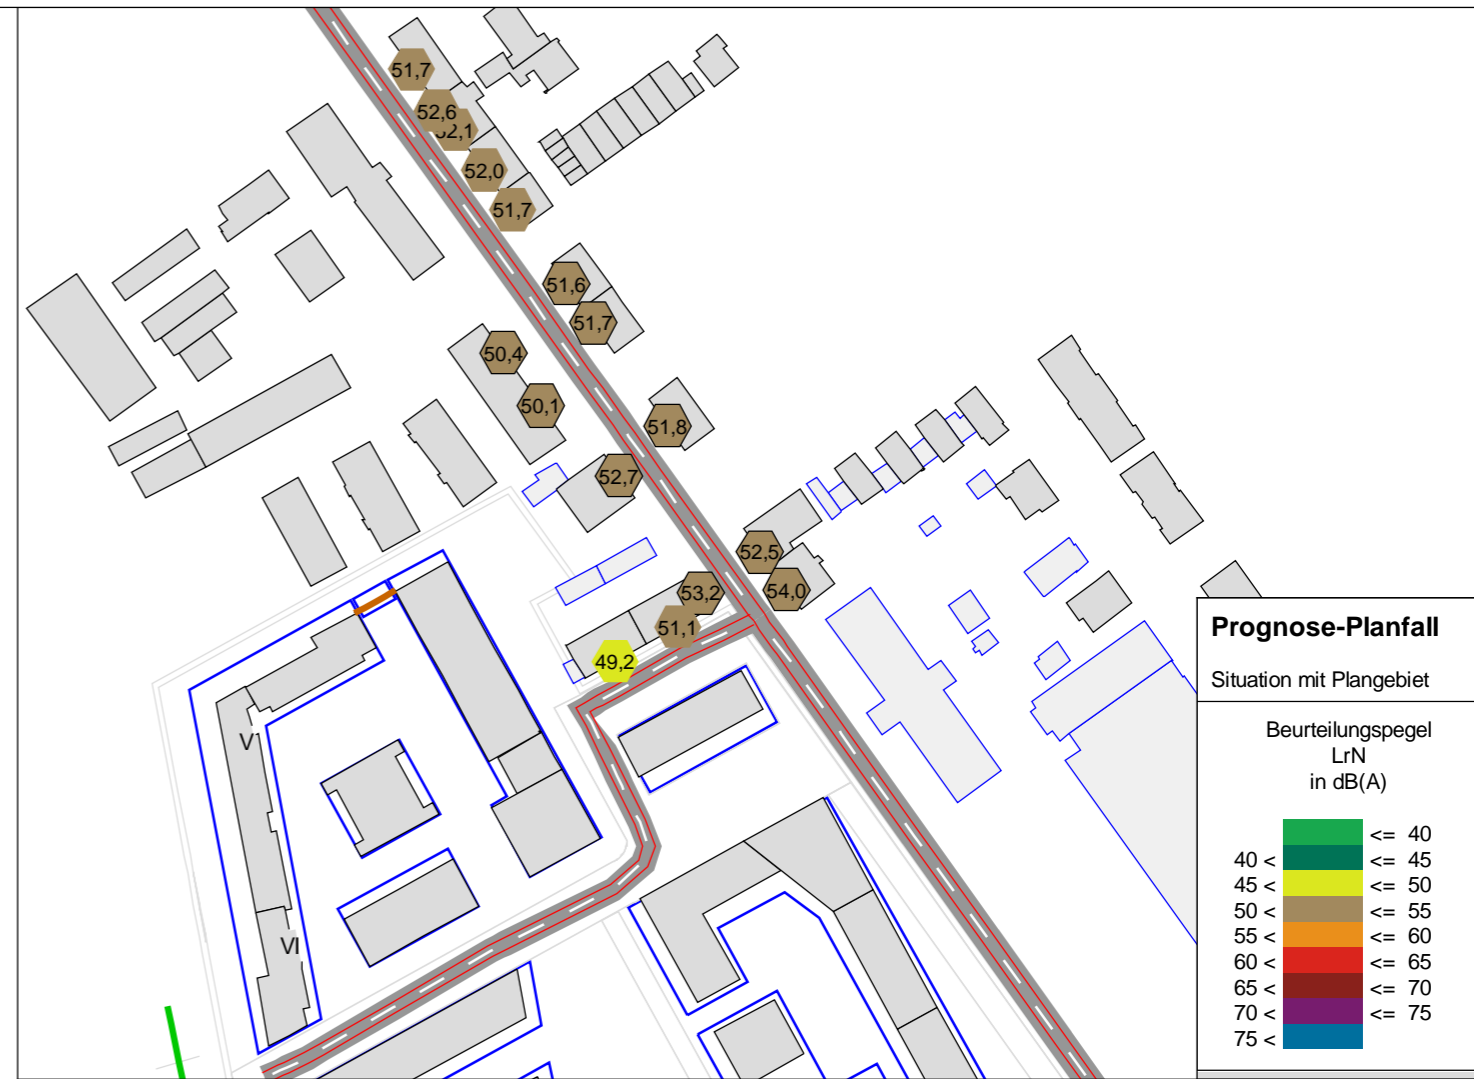 51,7
52,6
52,1
52,0
51,7
51,6
51,7
50,4
50,1
51,8
52,7
52,5
54,0
53,2
51,1
49,2
V
VI
Prognose-Planfall
Situation mit Plangebiet
Beurteilungspegel
LrN
in dB(A)
<= 40
40 < <= 45
45 < <= 50
50 < <= 55
55 < <= 60
60 < <= 65
65 < <= 70
70 < <= 75
75 <